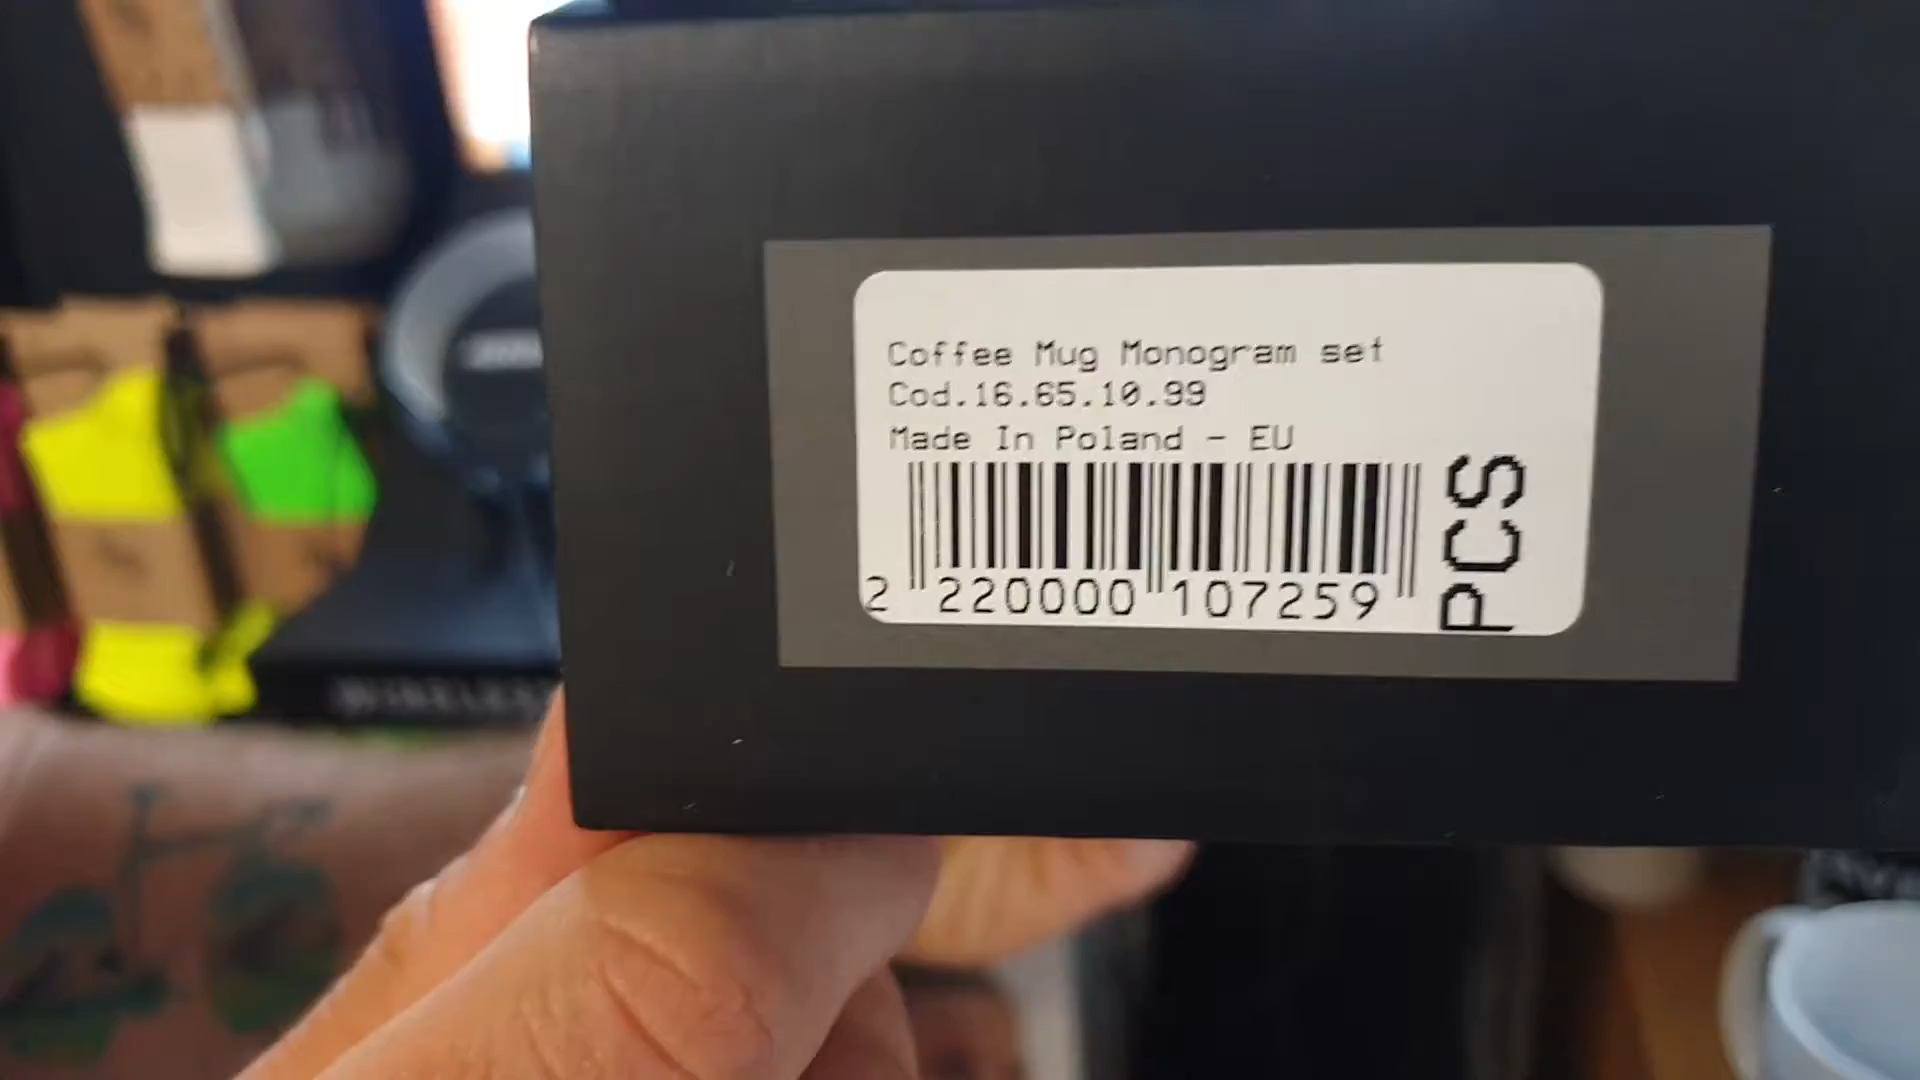 Coffee Mug Monogram set
Cod.16.65.10.99
Made In Poland - EU
2 220000 107259
PCS